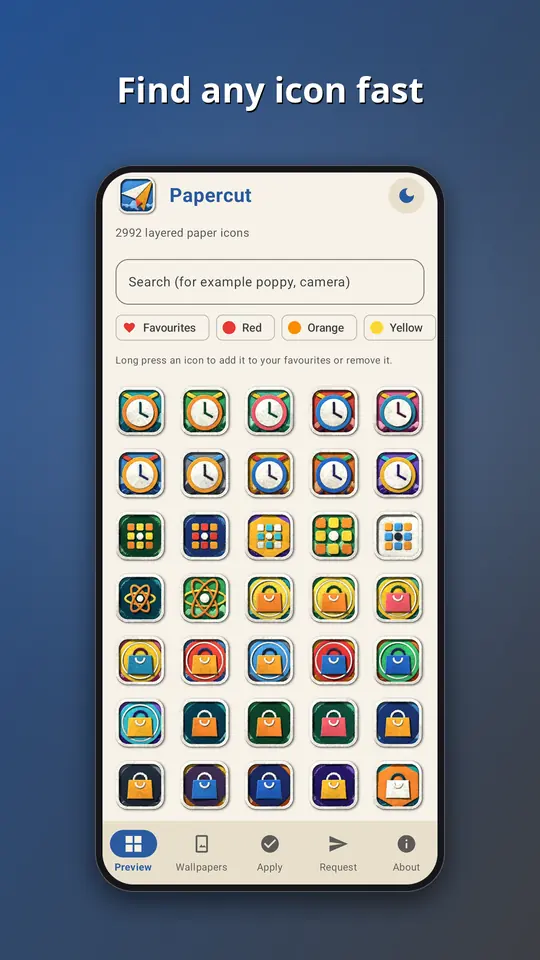 Find any icon fast
Papercut
2992 layered paper icons
Search (for example poppy, camera)
Favourites
Red
Orange
Yellow
Long press an icon to add it to your favourites or remove it.
Preview
Wallpapers
Apply
Request
About